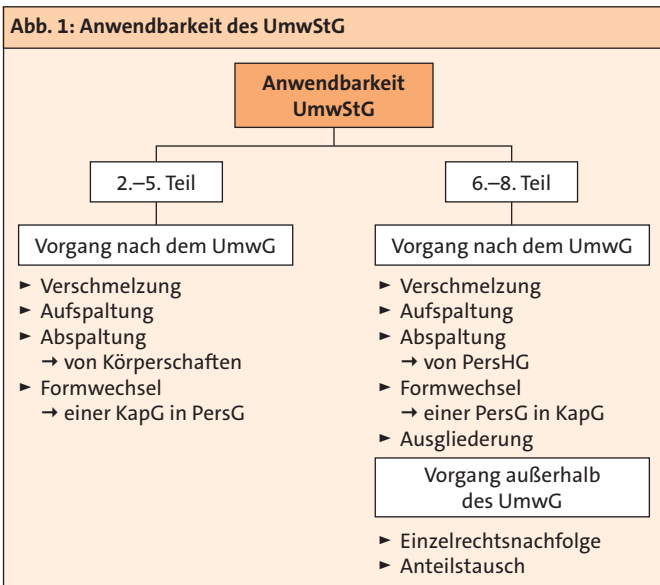 Abb. 1: Anwendbarkeit des UmwStG
Anwendbarkeit
UmwStG
2.–5. Teil
Vorgang nach dem UmwG
► Verschmelzung
► Aufspaltung
► Abspaltung
→ von Körperschaften
► Formwechsel
→ einer KapG in PersG
6.–8. Teil
Vorgang nach dem UmwG
► Verschmelzung
► Aufspaltung
► Abspaltung
→ von PersHG
► Formwechsel
→ einer PersG in KapG
► Ausgliederung
Vorgang außerhalb
des UmwG
► Einzelrechtsnachfolge
► Anteilstausch